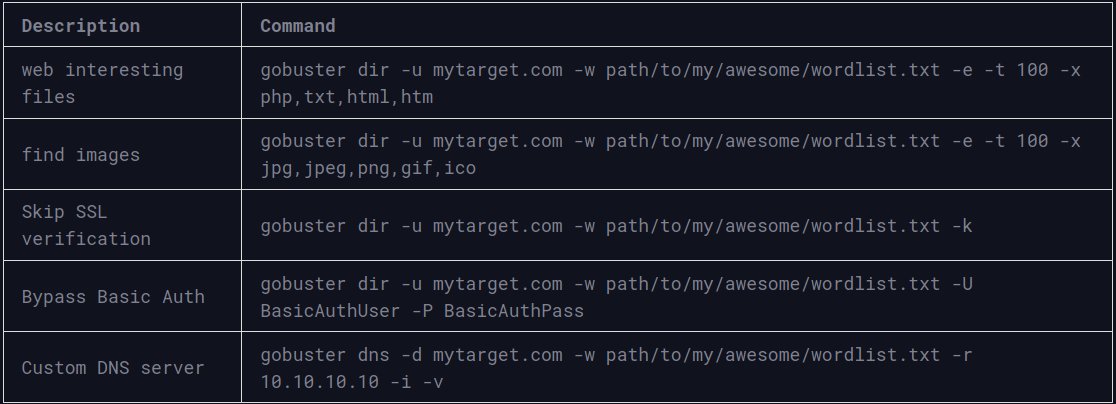 Description Command
web interesting gobuster dir -u mytarget.com -w path/to/my/awesome/wordlist.txt -e -t 100 -x
files php,txt,html,htm
find images gobuster dir -u mytarget.com -w path/to/my/awesome/wordlist.txt -e -t 100 -x
jpg,jpeg,png,gif,ico
Skip SSL
verification gobuster dir -u mytarget.com -w path/to/my/awesome/wordlist.txt -k
Bypass Basic Auth gobuster dir -u mytarget.com -w path/to/my/awesome/wordlist.txt -U
BasicAuthUser -P BasicAuthPass
Custom DNS server gobuster dns -d mytarget.com -w path/to/my/awesome/wordlist.txt -r
10.10.10.10 -i -v